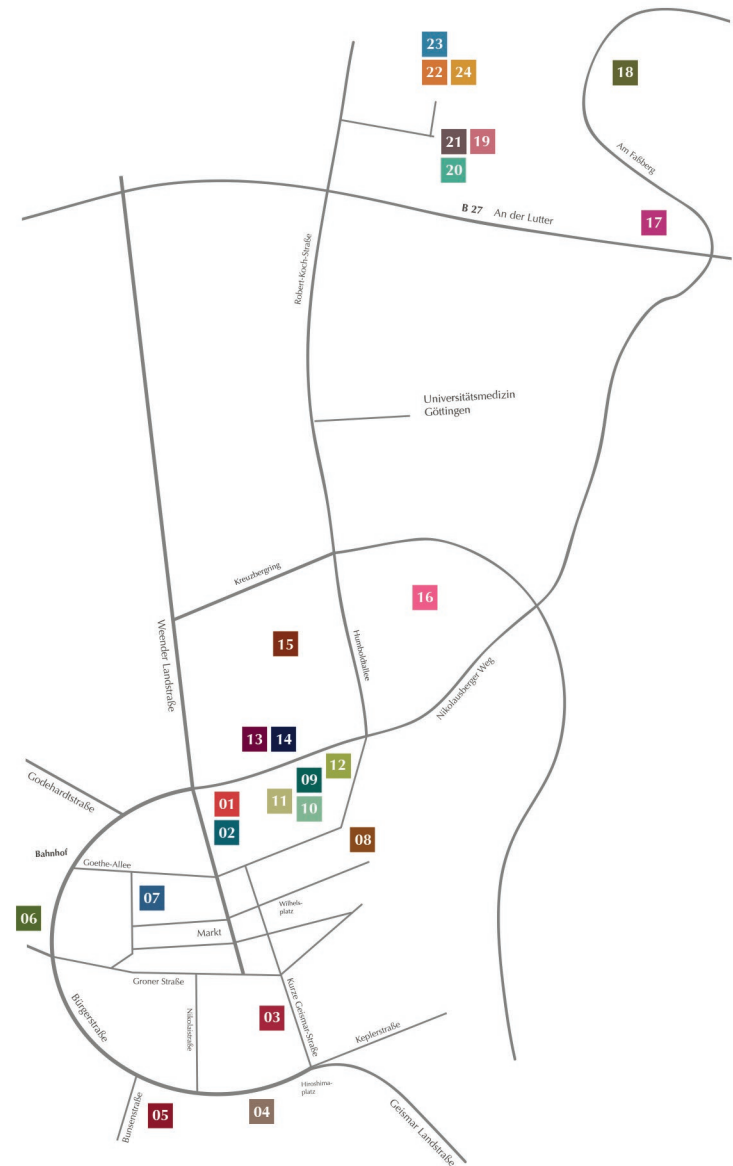 23
22 24
18
21 19
20
Am Faßberg
B 27 An der Lutter
17
Robert-Koch-Straße
Universitätsmedizin
Göttingen
Kreuzbergring
16
Weender Landstraße
15
Humboldtallee
Nikolausberger Weg
13 14
12
09
Godehardtstraße
01
11
10
02
08
Bahnhof
Goethe-Allee
07
Wilhelms-
platz
06
Markt
Groner Straße
Bürgerstraße
Nikolaistraße
03
Kurze Geismar-Straße
Keplerstraße
Hiroshima-
platz
Bunsenstraße
05
04
Geismar Landstraße